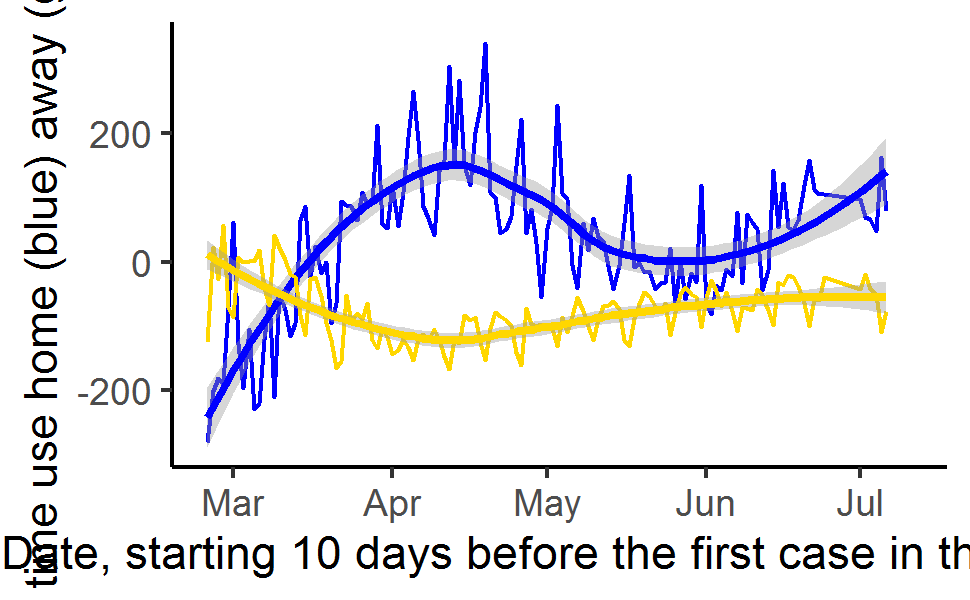 time use home (blue) away (
200
0
-200
Mar Apr May Jun Jul
Date, starting 10 days before the first case in th